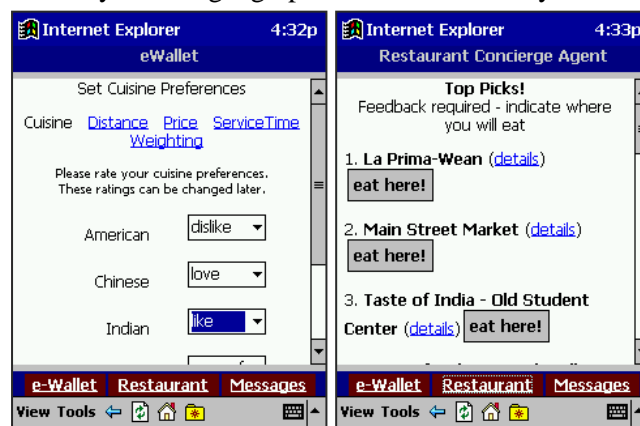 Internet Explorer 4:32p
eWallet
Set Cuisine Preferences
Cuisine Distance Price ServiceTime
Weighting
Please rate your cuisine preferences.
These ratings can be changed later.
American dislike
Chinese love
Indian like
e-Wallet Restaurant Messages
View Tools
Internet Explorer 4:33p
Restaurant Concierge Agent
Top Picks!
Feedback required - indicate where
you will eat
1. La Prima-Wean (details)
eat here!
2. Main Street Market (details)
eat here!
3. Taste of India - Old Student
Center (details) eat here!
e-Wallet Restaurant Messages
View Tools